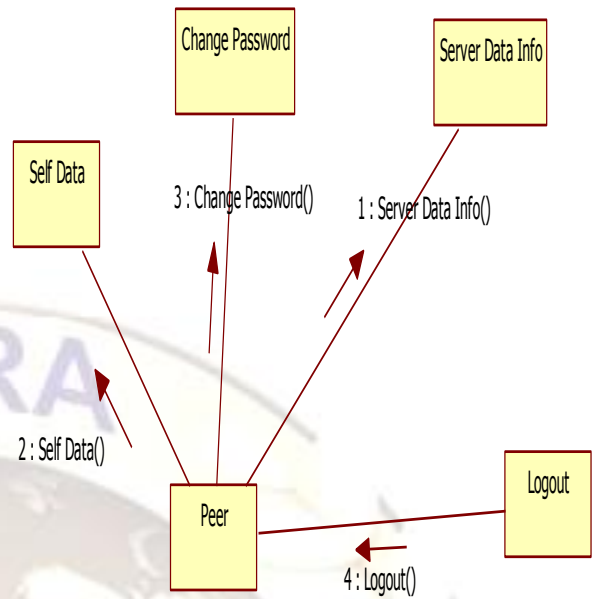 Change Password
Server Data Info
Self Data
3 : Change Password()
1 : Server Data Info()
RA
2 : Self Data()
Peer
Logout
4 : Logout()